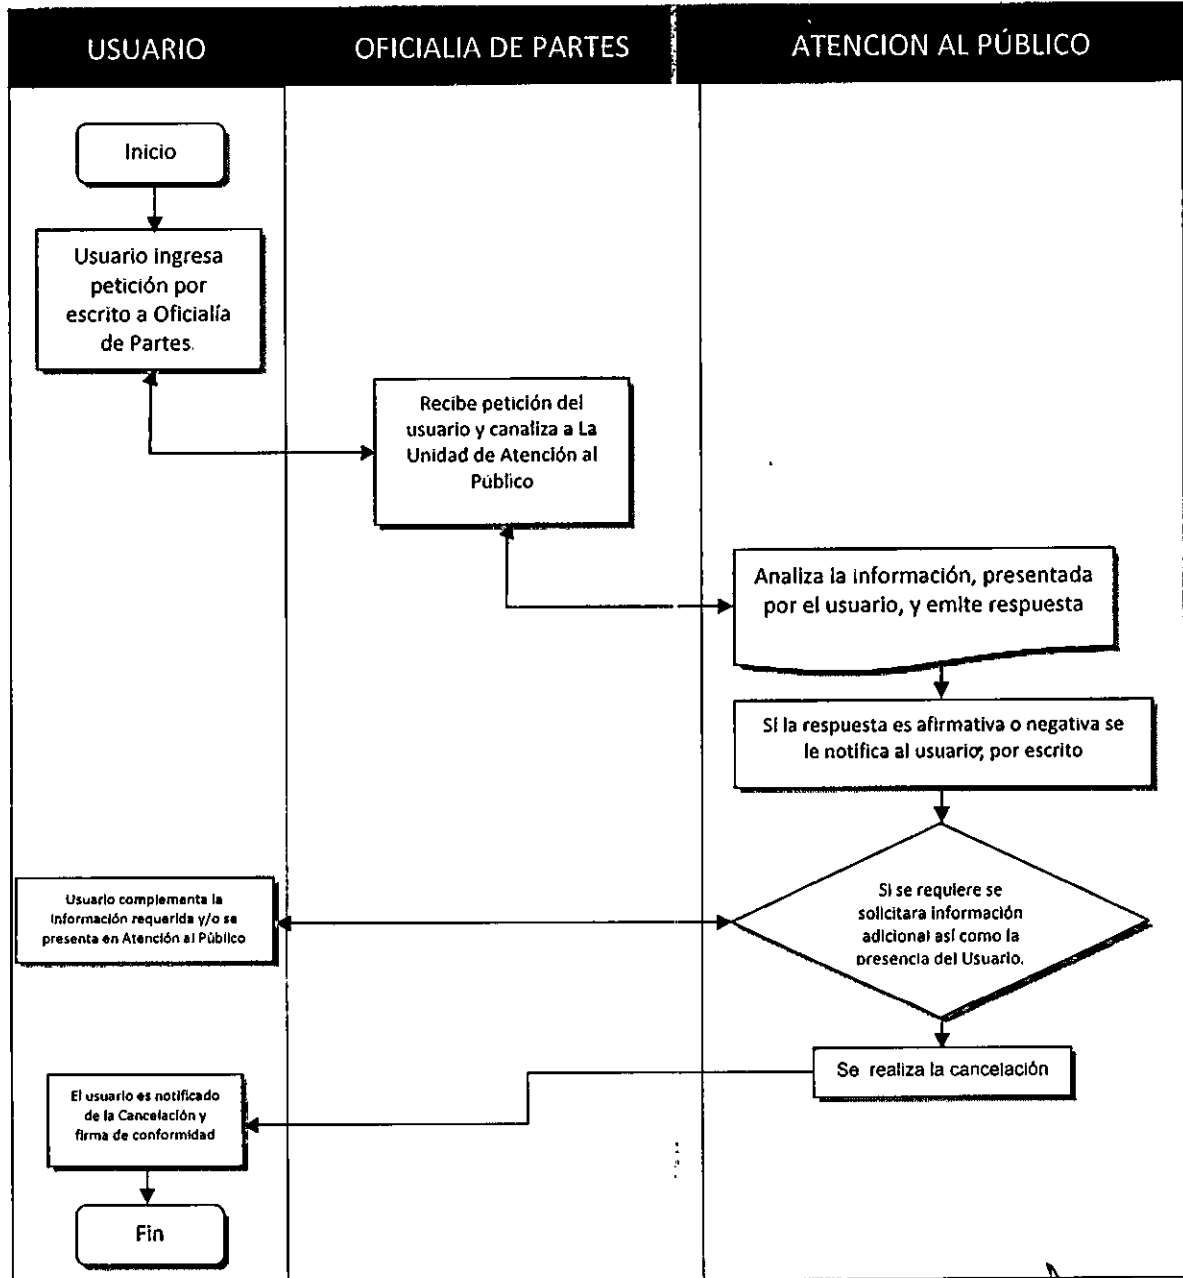 USUARIO
OFICIALIA DE PARTES
ATENCION AL PÚBLICO
Inicio
Usuario ingresa
petición por
escrito a Oficialía
de Partes.
Recibe petición del
usuario y canaliza a La
Unidad de Atención al
Público
Analiza la información, presentada
por el usuario, y emite respuesta
Sí la respuesta es afirmativa o negativa se
le notifica al usuario, por escrito
Si se requiere se
solicitara información
adicional así como la
presencia del Usuario.
Usuario complementa la
información requerida y/o se
presenta en Atención al Público
Se realiza la cancelación
El usuario es notificado
de la Cancelación y
firma de conformidad
Fin